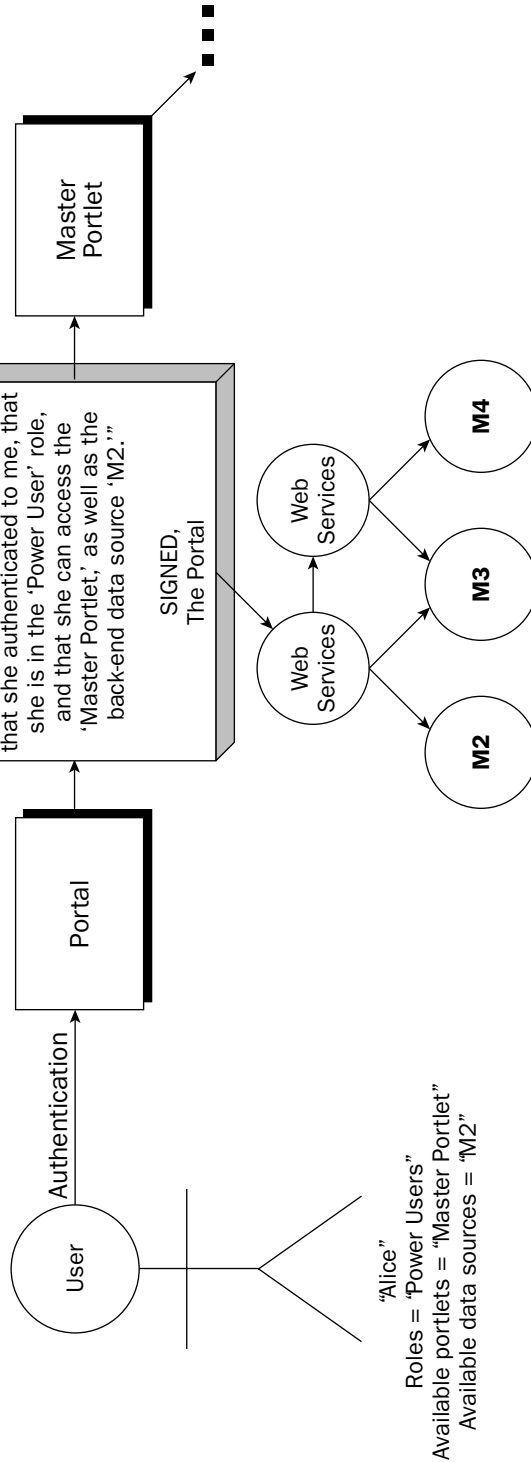 User
Authentication
"Alice"
Roles = "Power Users"
Available portlets = "Master Portlet"
Available data sources = "M2"
Portal
that she authenticated to me, that
she is in the ‘Power User’ role,
and that she can access the
‘Master Portlet,’ as well as the
back-end data source ‘M2.’”
SIGNED,
The Portal
Master
Portlet
Web
Services
Web
Services
M2
M3
M4